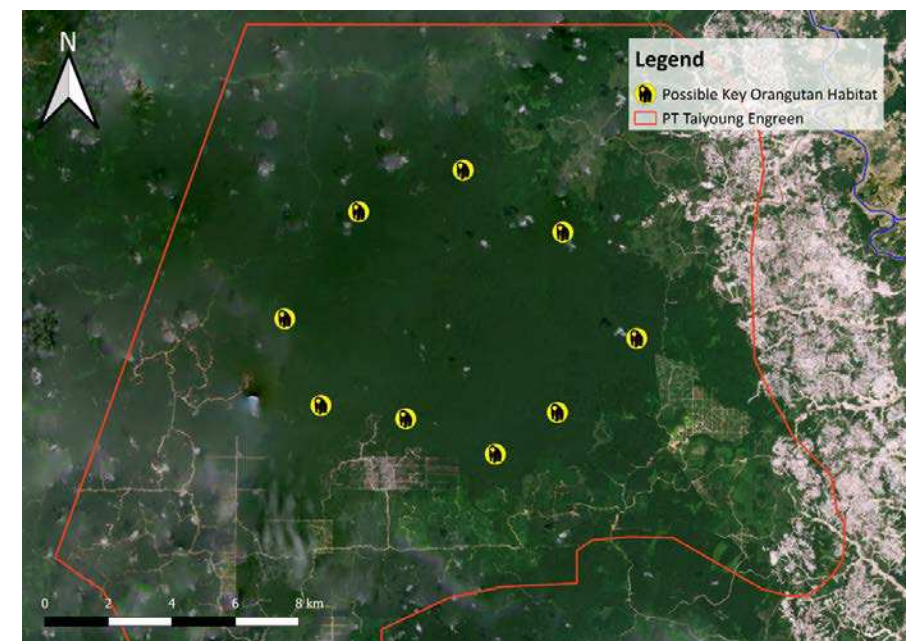 N
Legend
Possible Key Orangutan Habitat
PT Taiyoung Engreen
0 2 4 6 8 km